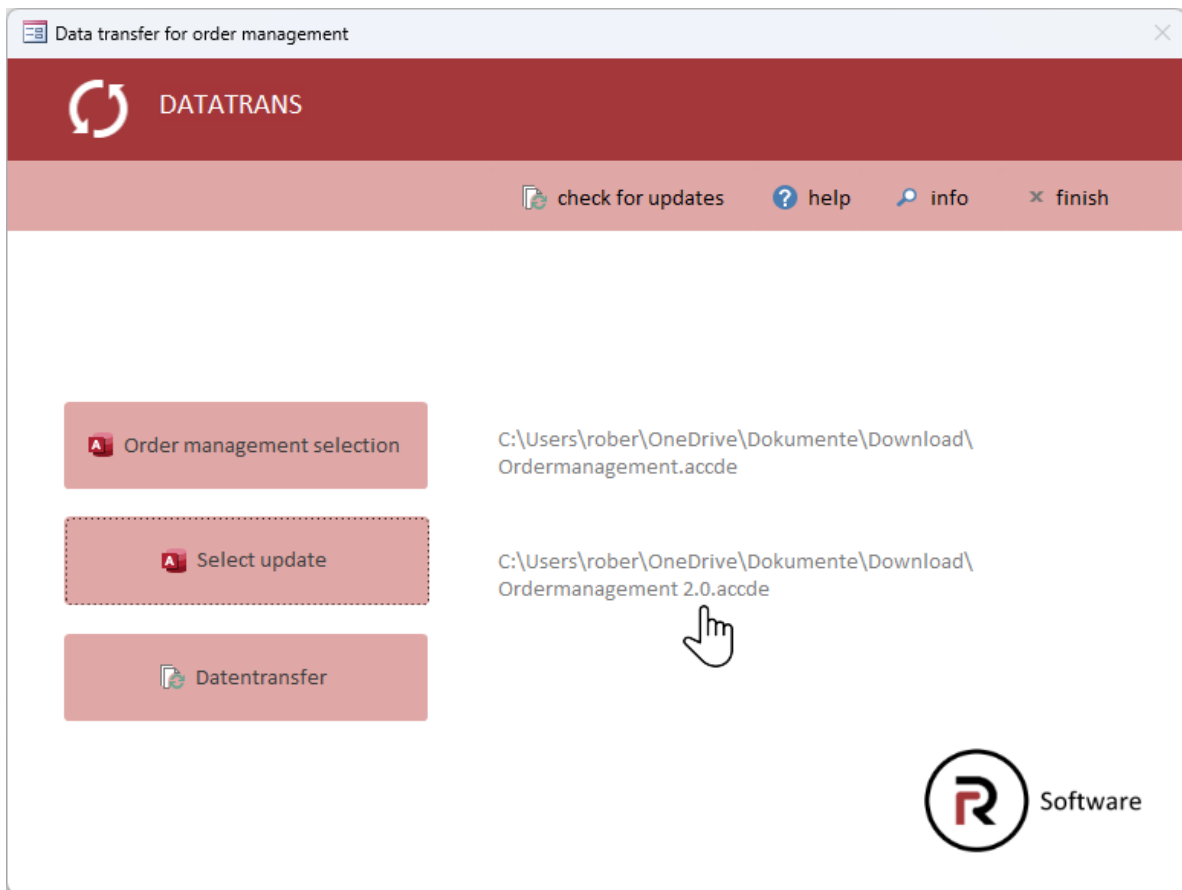 Data transfer for order management
DATATRANS
check for updates help info finish
Order management selection
C:\Users\rober\OneDrive\Dokumente\Download\
Ordermanagement.accde
Select update
C:\Users\rober\OneDrive\Dokumente\Download\
Ordermanagement 2.0.accde
Datentransfer
R Software